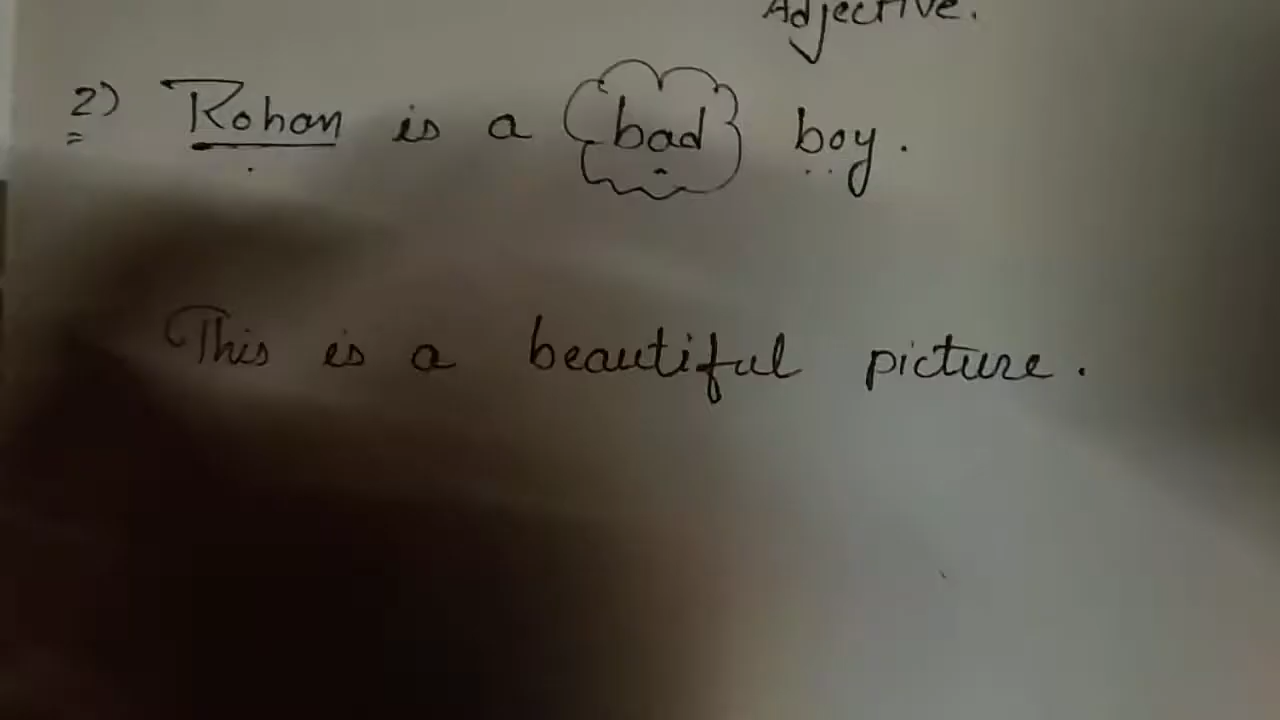 Adjective.
2) Rohan is a bad boy.
This is a beautiful picture.